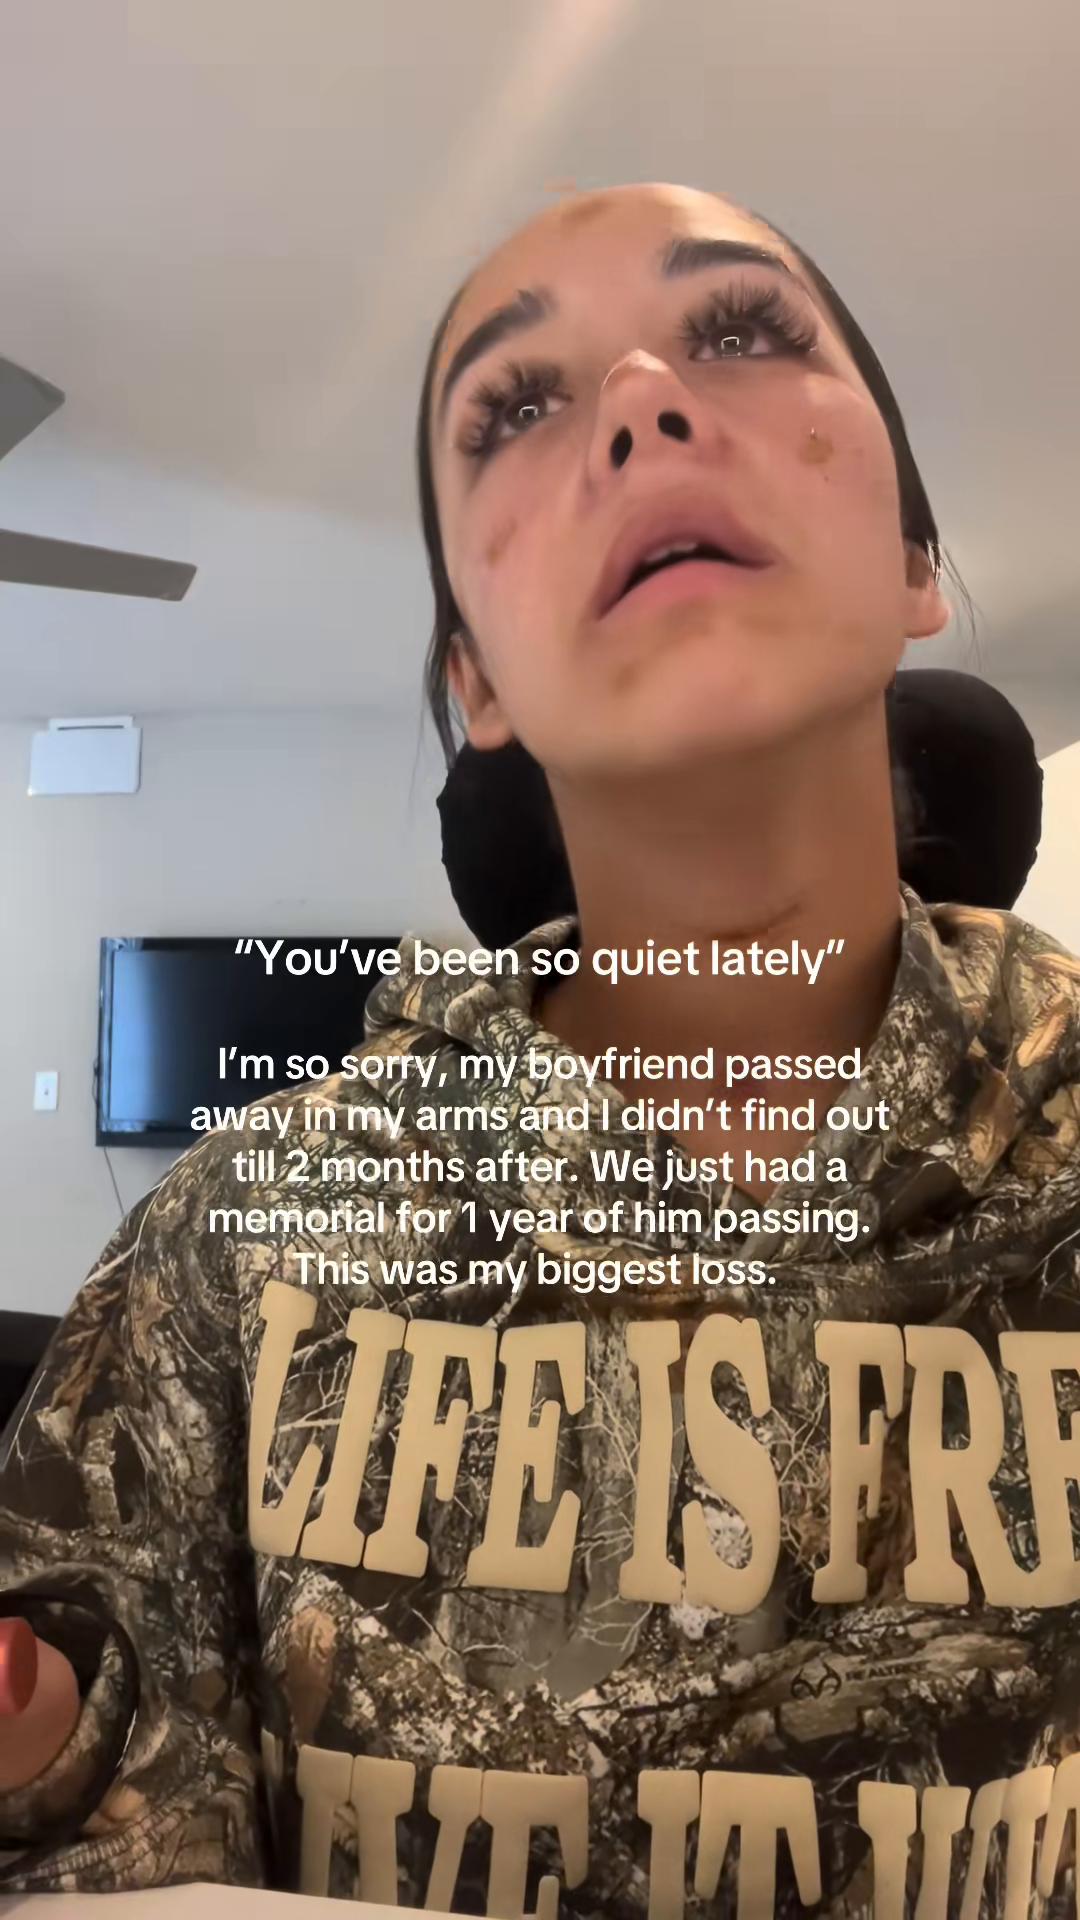 “You’ve been so quiet lately”
I’m so sorry, my boyfriend passed
away in my arms and I didn’t find out
till 2 months after. We just had a
memorial for 1 year of him passing.
This was my biggest loss.
LIFE IS FRE
REALTREE